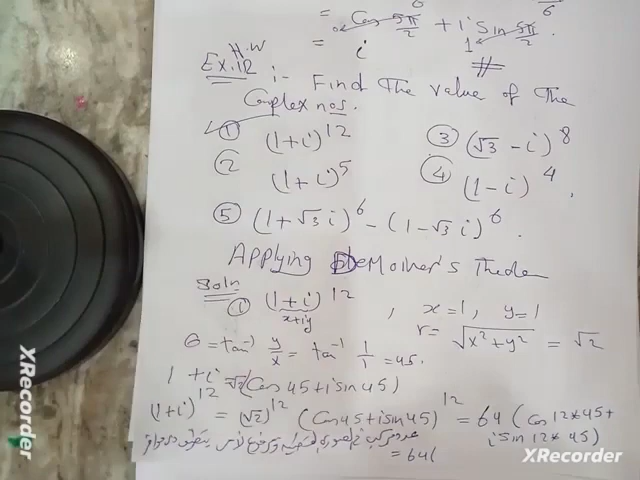 6
= Cos 5π/2 + i Sin 5π/2 .
= i
H.W
Ex.12 :- Find The value of The
Complex nos.
① (1+i)^12 ③ (√3 - i)^8
② (1+i)^5 ④ (1-i)^4 .
⑤ (1+√3 i)^6 - (1-√3 i)^6 .
Applying DeMoiver's Theorem
Soln
① (1+i)^12 , x=1, y=1
x+iy
r= √x²+y² = √2
θ = tan⁻¹ y/x = tan⁻¹ 1/1 = 45.
1 + i = √2 (Cos 45 + i sin 45)
(1+i)^12 = (√2)^12 (Cos 45 + i sin 45)^12 = 64 ( Cos 12*45 +
i Sin 12*45)
= 64(
XRecorder
XRecorder
XRecorder